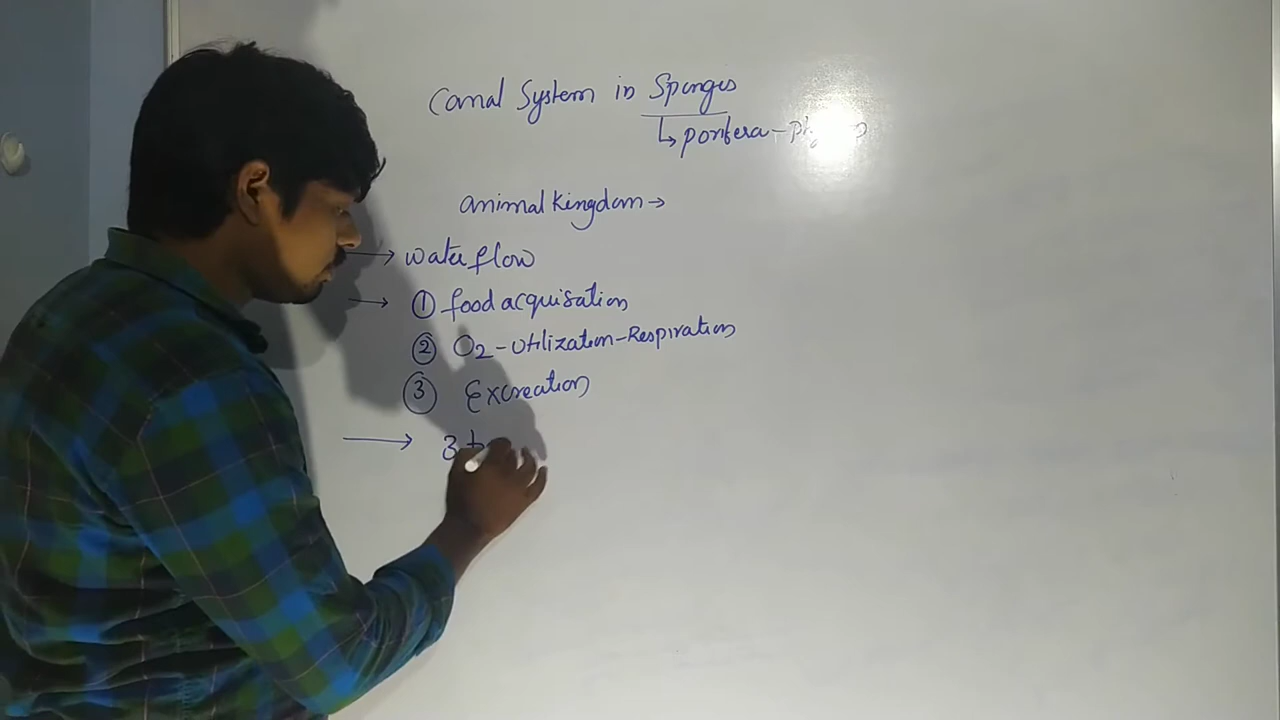 Canal System in Sponges
↳ porifera -
animal kingdom →
→ water flow
→ ① food acquisation
② O2 - Utilization - Respiration
③ Excreation
→ 3